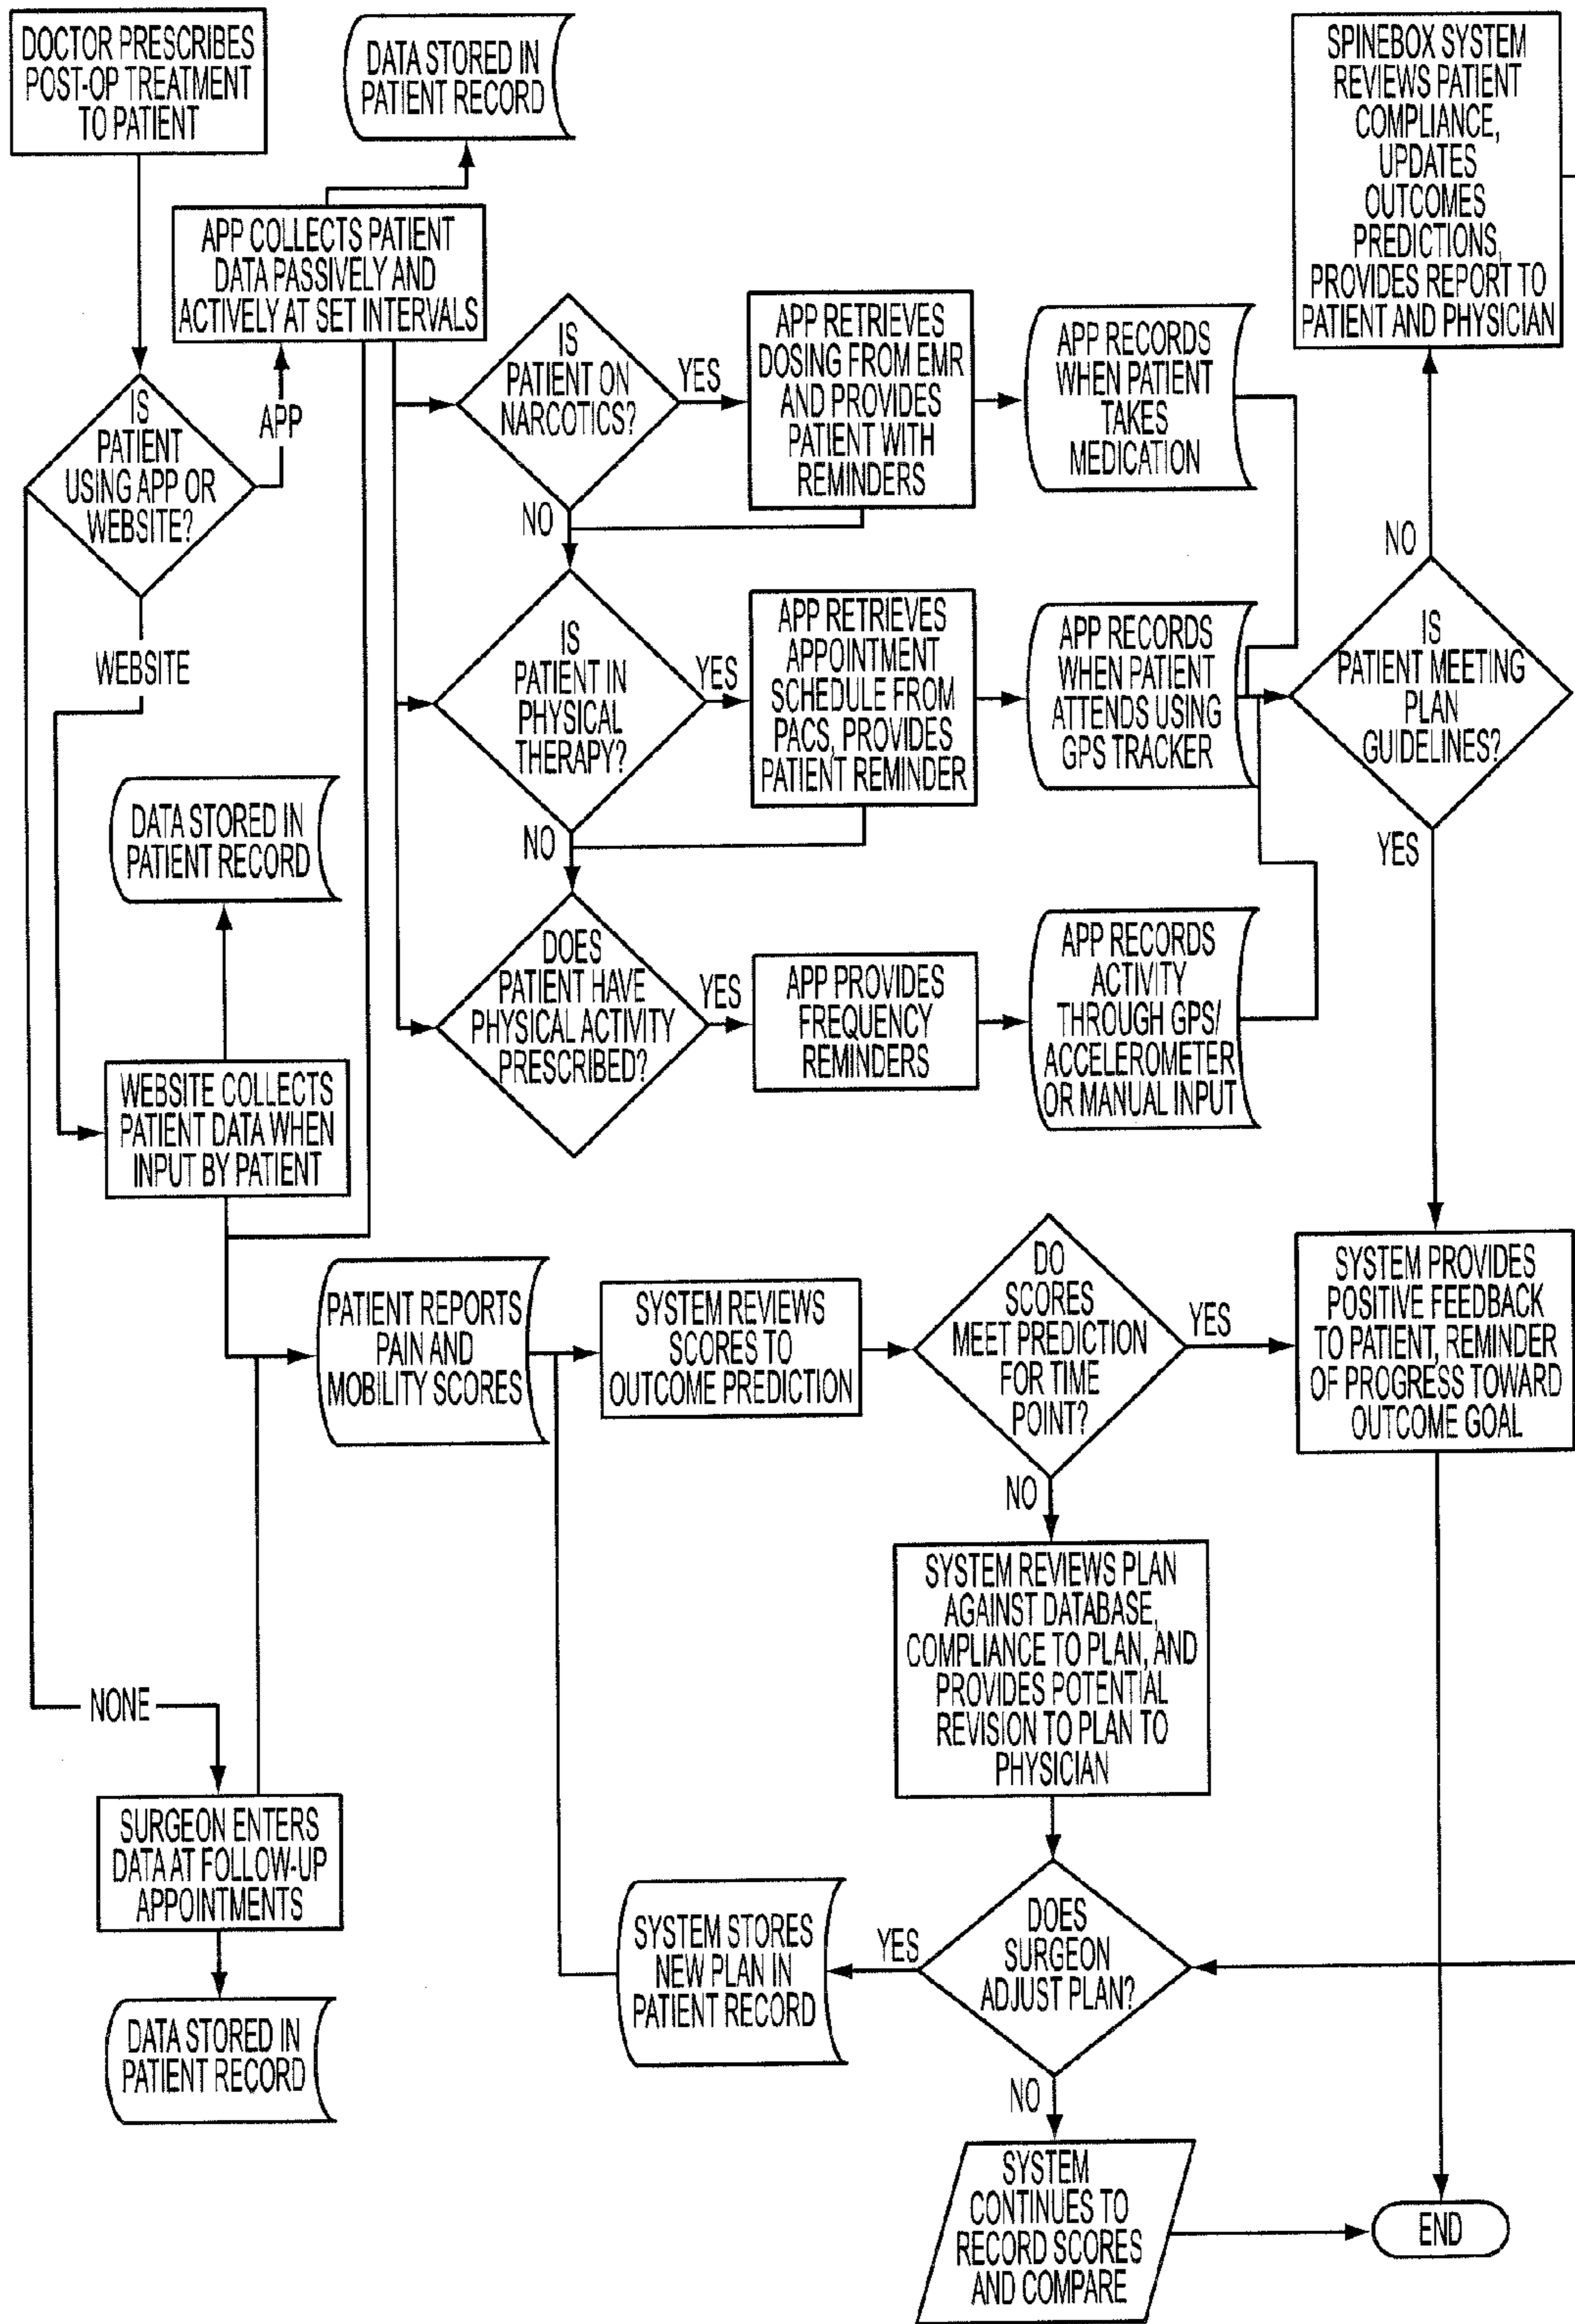 DOCTOR PRESCRIBES
POST-OP TREATMENT
TO PATIENT
DATA STORED IN
PATIENT RECORD
SPINEBOX SYSTEM
REVIEWS PATIENT
COMPLIANCE,
UPDATES
OUTCOMES
PREDICTIONS,
PROVIDES REPORT TO
PATIENT AND PHYSICIAN
APP COLLECTS PATIENT
DATA PASSIVELY AND
ACTIVELY AT SET INTERVALS
IS
PATIENT
USING APP OR
WEBSITE?
APP
WEBSITE
NONE
IS
PATIENT ON
NARCOTICS?
YES
NO
APP RETRIEVES
DOSING FROM EMR
AND PROVIDES
PATIENT WITH
REMINDERS
APP RECORDS
WHEN PATIENT
TAKES
MEDICATION
IS
PATIENT IN
PHYSICAL
THERAPY?
YES
NO
APP RETRIEVES
APPOINTMENT
SCHEDULE FROM
PACS, PROVIDES
PATIENT REMINDER
APP RECORDS
WHEN PATIENT
ATTENDS USING
GPS TRACKER
IS
PATIENT MEETING
PLAN
GUIDELINES?
NO
YES
DATA STORED IN
PATIENT RECORD
DOES
PATIENT HAVE
PHYSICAL ACTIVITY
PRESCRIBED?
YES
APP PROVIDES
FREQUENCY
REMINDERS
APP RECORDS
ACTIVITY
THROUGH GPS/
ACCELEROMETER
OR MANUAL INPUT
WEBSITE COLLECTS
PATIENT DATA WHEN
INPUT BY PATIENT
PATIENT REPORTS
PAIN AND
MOBILITY SCORES
SYSTEM REVIEWS
SCORES TO
OUTCOME PREDICTION
DO
SCORES
MEET PREDICTION
FOR TIME
POINT?
YES
NO
SYSTEM PROVIDES
POSITIVE FEEDBACK
TO PATIENT, REMINDER
OF PROGRESS TOWARD
OUTCOME GOAL
SYSTEM REVIEWS PLAN
AGAINST DATABASE,
COMPLIANCE TO PLAN, AND
PROVIDES POTENTIAL
REVISION TO PLAN TO
PHYSICIAN
SURGEON ENTERS
DATA AT FOLLOW-UP
APPOINTMENTS
DATA STORED IN
PATIENT RECORD
SYSTEM STORES
NEW PLAN IN
PATIENT RECORD
YES
DOES
SURGEON
ADJUST PLAN?
NO
SYSTEM
CONTINUES TO
RECORD SCORES
AND COMPARE
END